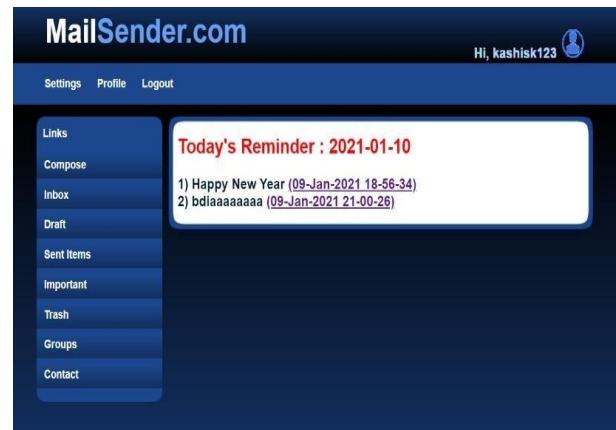 MailSender.com
Hi, kashisk123
Settings Profile Logout
Links
Compose
Inbox
Draft
Sent Items
Important
Trash
Groups
Contact
Today's Reminder : 2021-01-10
1) Happy New Year (09-Jan-2021 18-56-34)
2) bdiaaaaaaaa (09-Jan-2021 21-00-26)